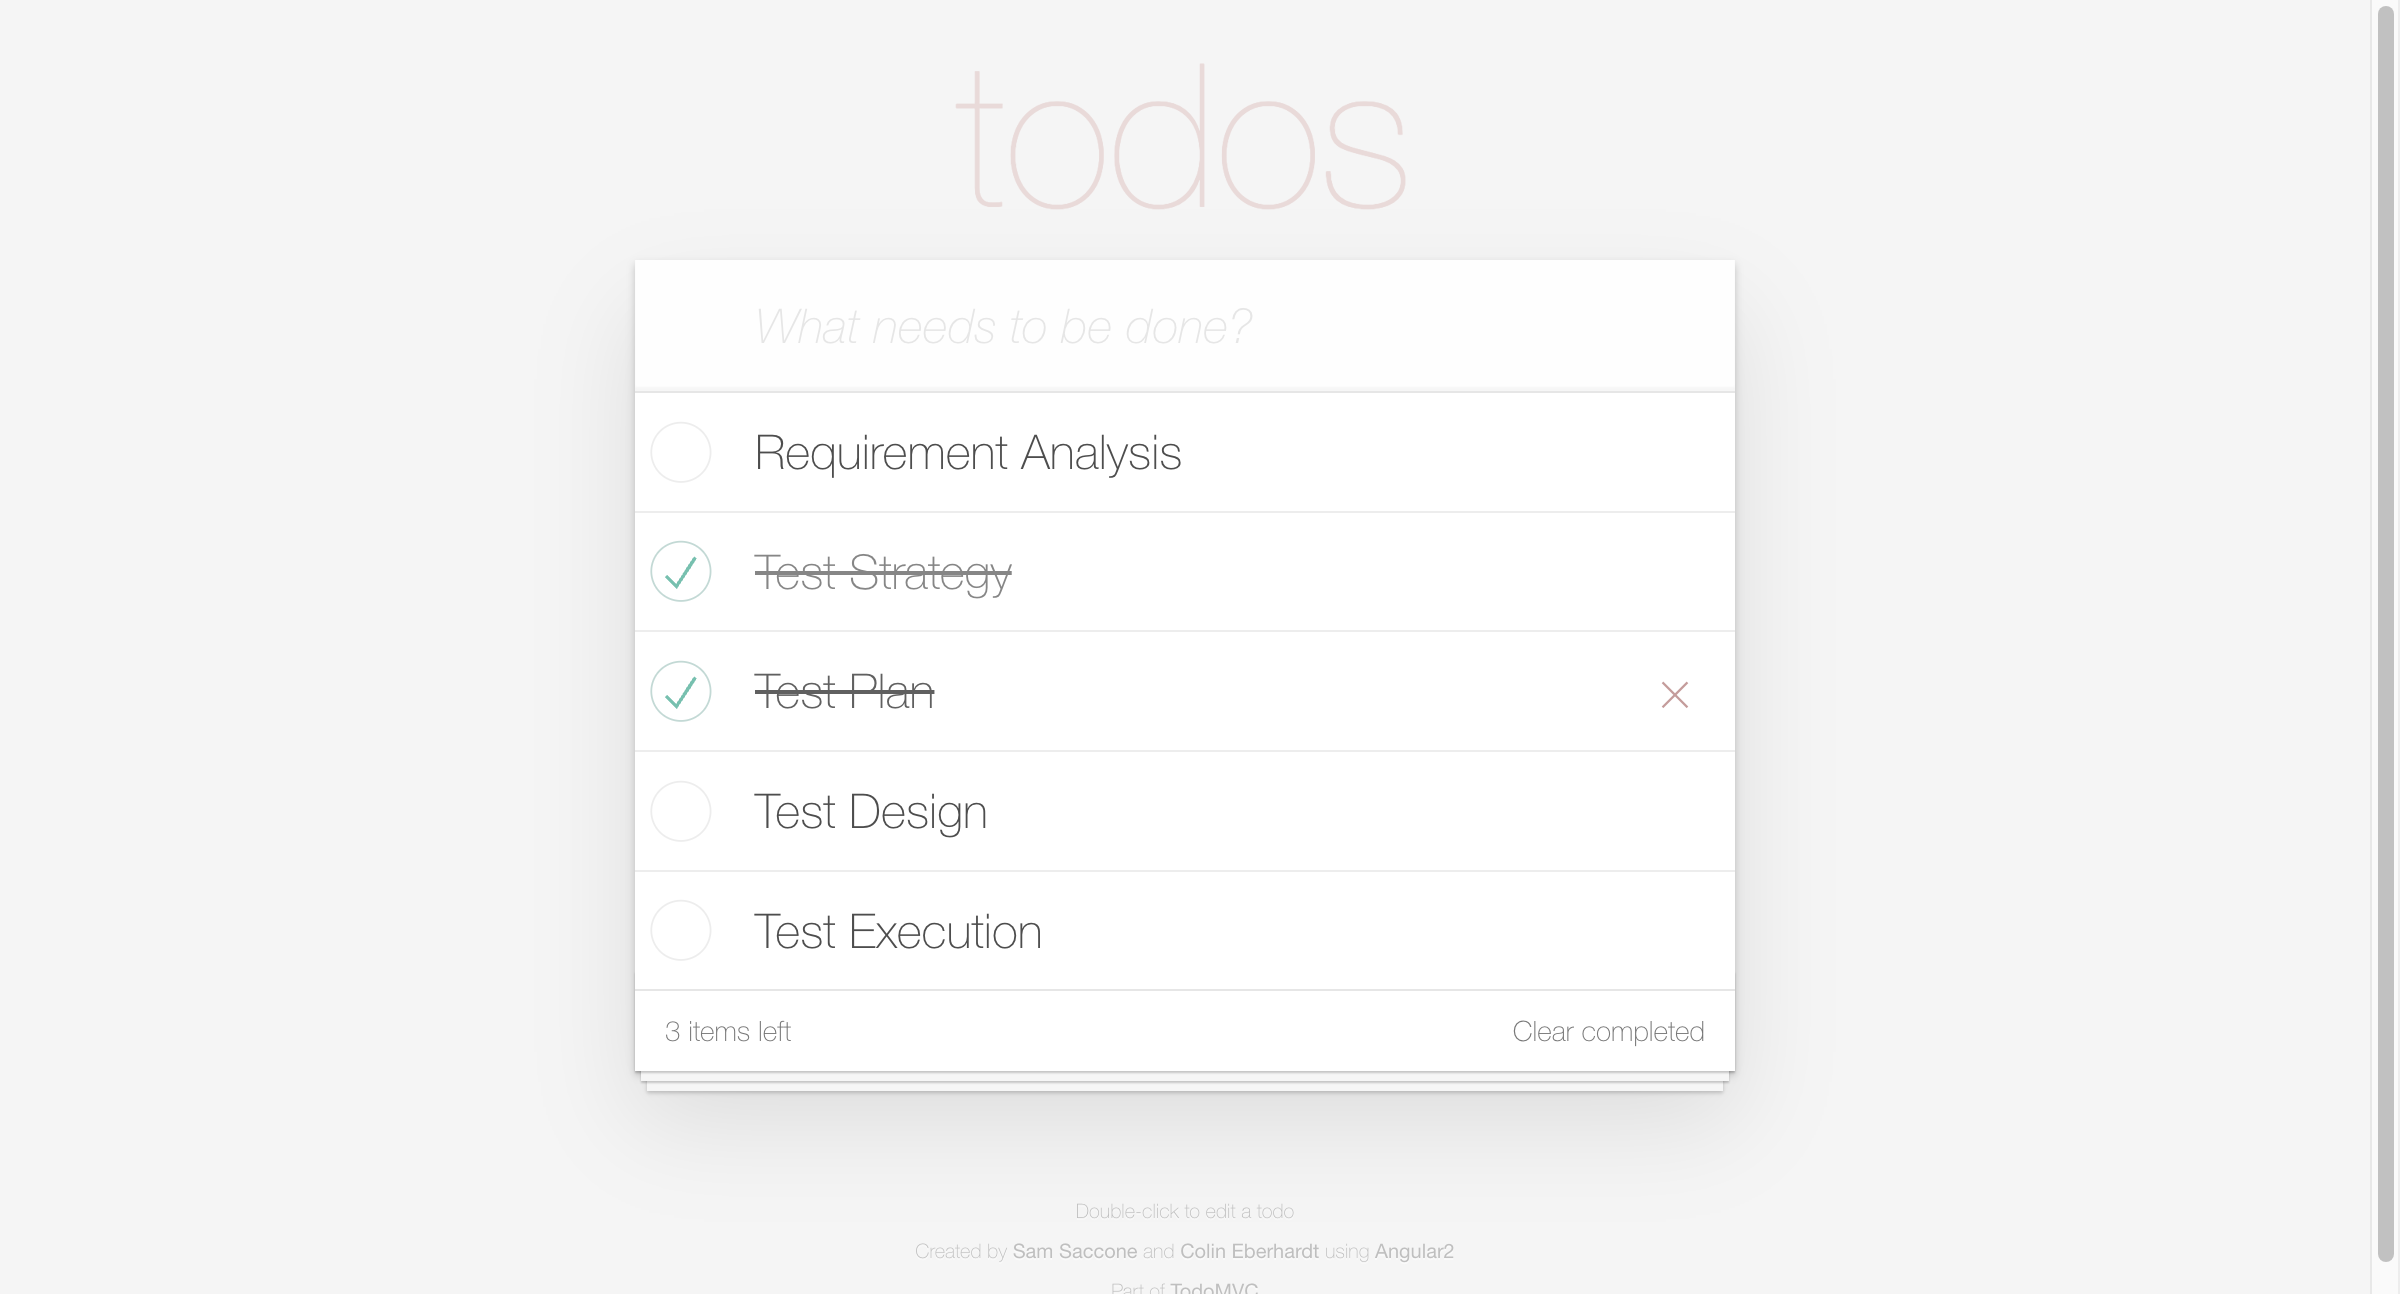 todos
What needs to be done?
Requirement Analysis
Test Strategy
Test Plan
Test Design
Test Execution
3 items left Clear completed
Double-click to edit a todo
Created by Sam Saccone and Colin Eberhardt using Angular2
Part of TodoMVC